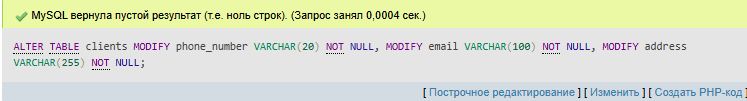 MySQL вернула пустой результат (т.е. ноль строк). (Запрос занял 0,0004 сек.)
ALTER TABLE clients MODIFY phone_number VARCHAR(20) NOT NULL, MODIFY email VARCHAR(100) NOT NULL, MODIFY address
VARCHAR(255) NOT NULL;
[ Построчное редактирование ] [ Изменить ] [ Создать PHP-код ]